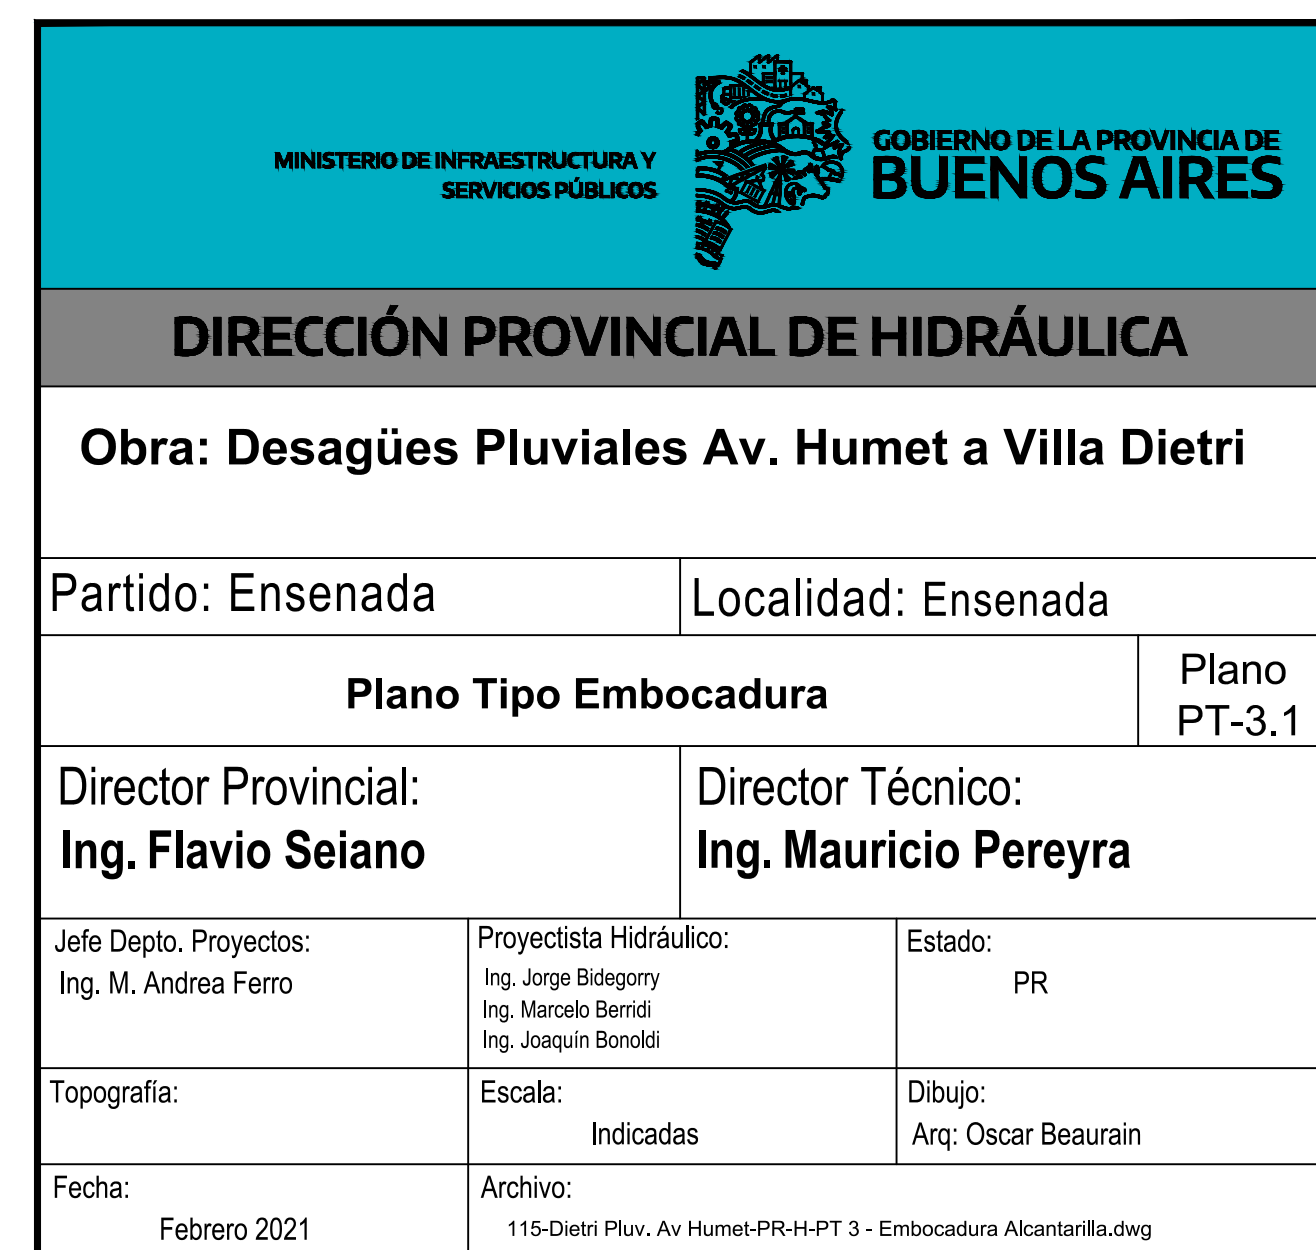 MINISTERIO DE INFRAESTRUCTURA Y
SERVICIOS PÚBLICOS
GOBIERNO DE LA PROVINCIA DE
BUENOS AIRES
DIRECCIÓN PROVINCIAL DE HIDRÁULICA
Obra: Desagües Pluviales Av. Humet a Villa Dietri
Partido: Ensenada
Localidad: Ensenada
Plano Tipo Embocadura
Plano
PT-3.1
Director Provincial:
Ing. Flavio Seiano
Director Técnico:
Ing. Mauricio Pereyra
Jefe Depto. Proyectos:
Ing. M. Andrea Ferro
Proyectista Hidráulico:
Ing. Jorge Bidegorry
Ing. Marcelo Berridi
Ing. Joaquín Bonoldi
Estado:
PR
Topografía:
Escala:
Indicadas
Dibujo:
Arq: Oscar Beaurain
Fecha:
Febrero 2021
Archivo:
115-Dietri Pluv. Av Humet-PR-H-PT 3 - Embocadura Alcantarilla.dwg